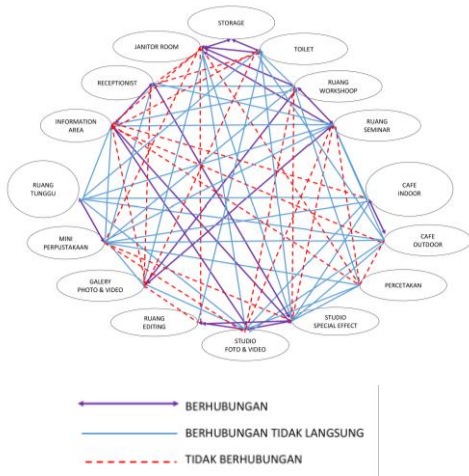 STORAGE
JANITOR ROOM
TOILET
RECEPTIONIST
RUANG
WORKSHOOP
INFORMATION
AREA
RUANG
SEMINAR
RUANG
TUNGGU
CAFE
INDOOR
MINI
PERPUSTAKAAN
CAFE
OUTDOOR
GALERY
PHOTO & VIDEO
PERCETAKAN
RUANG
EDITING
STUDIO
SPECIAL EFFECT
STUDIO
FOTO & VIDEO
BERHUBUNGAN
BERHUBUNGAN TIDAK LANGSUNG
TIDAK BERHUBUNGAN